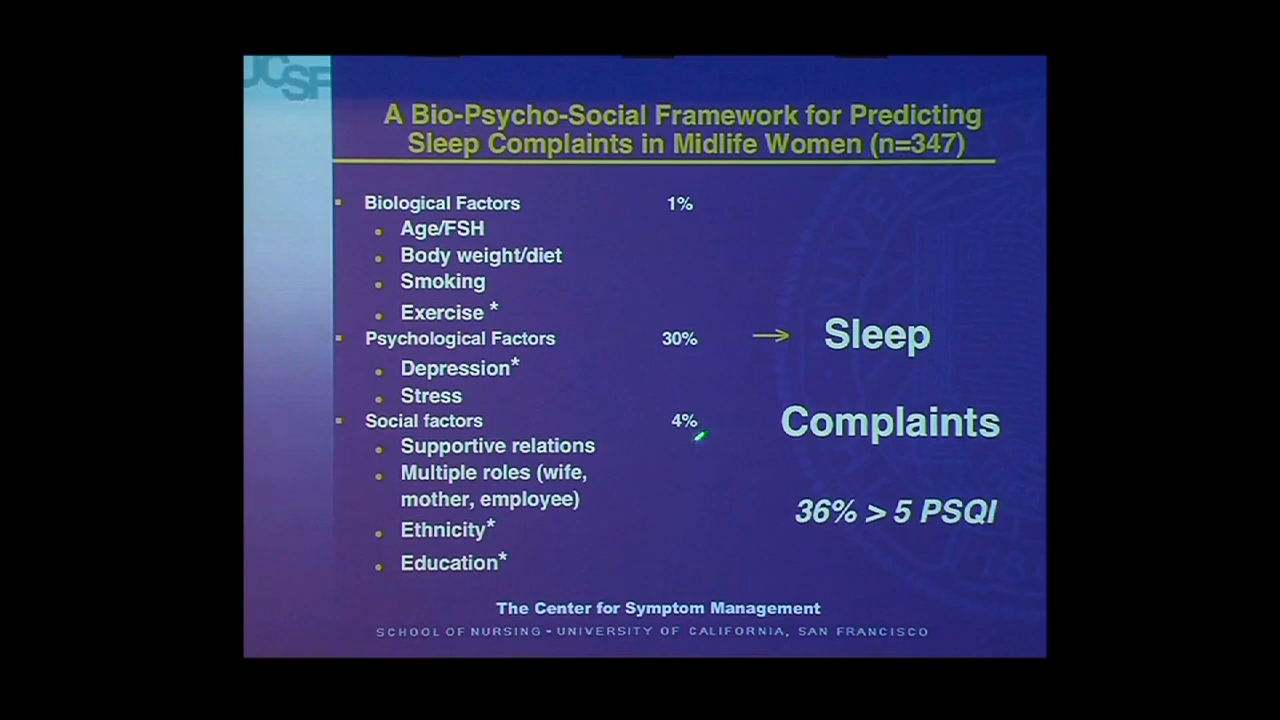 UCSF
A Bio-Psycho-Social Framework for Predicting
Sleep Complaints in Midlife Women (n=347)
Biological Factors 1%
Age/FSH
Body weight/diet
Smoking
Exercise *
Psychological Factors 30%
→ Sleep
Depression*
Stress
Social factors 4%
Complaints
Supportive relations
Multiple roles (wife,
mother, employee)
36% > 5 PSQI
Ethnicity*
Education*
The Center for Symptom Management
SCHOOL OF NURSING - UNIVERSITY OF CALIFORNIA, SAN FRANCISCO